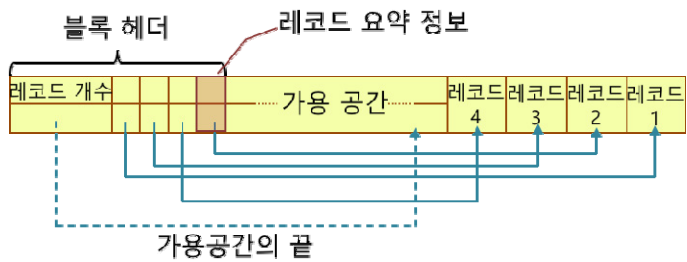 블록 헤더
레코드 요약 정보
레코드 개수
가용 공간
레코드
4
레코드
3
레코드
2
레코드
1
가용공간의 끝